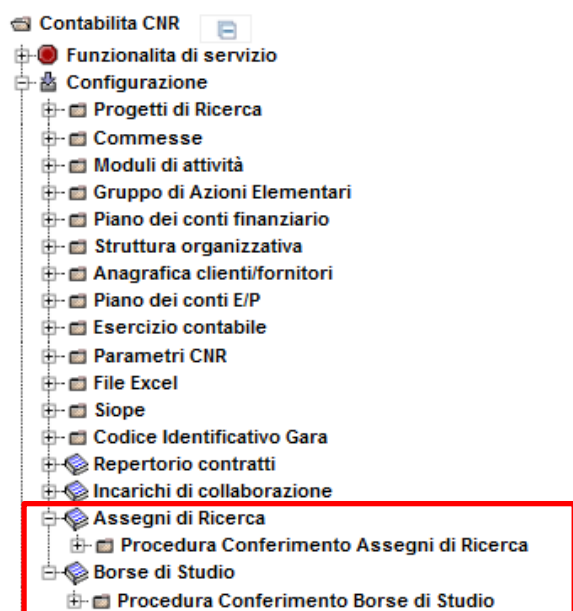 Contabilita CNR
Funzionalita di servizio
Configurazione
Progetti di Ricerca
Commesse
Moduli di attività
Gruppo di Azioni Elementari
Piano dei conti finanziario
Struttura organizzativa
Anagrafica clienti/fornitori
Piano dei conti E/P
Esercizio contabile
Parametri CNR
File Excel
Siope
Codice Identificativo Gara
Repertorio contratti
Incarichi di collaborazione
Assegni di Ricerca
Procedura Conferimento Assegni di Ricerca
Borse di Studio
Procedura Conferimento Borse di Studio